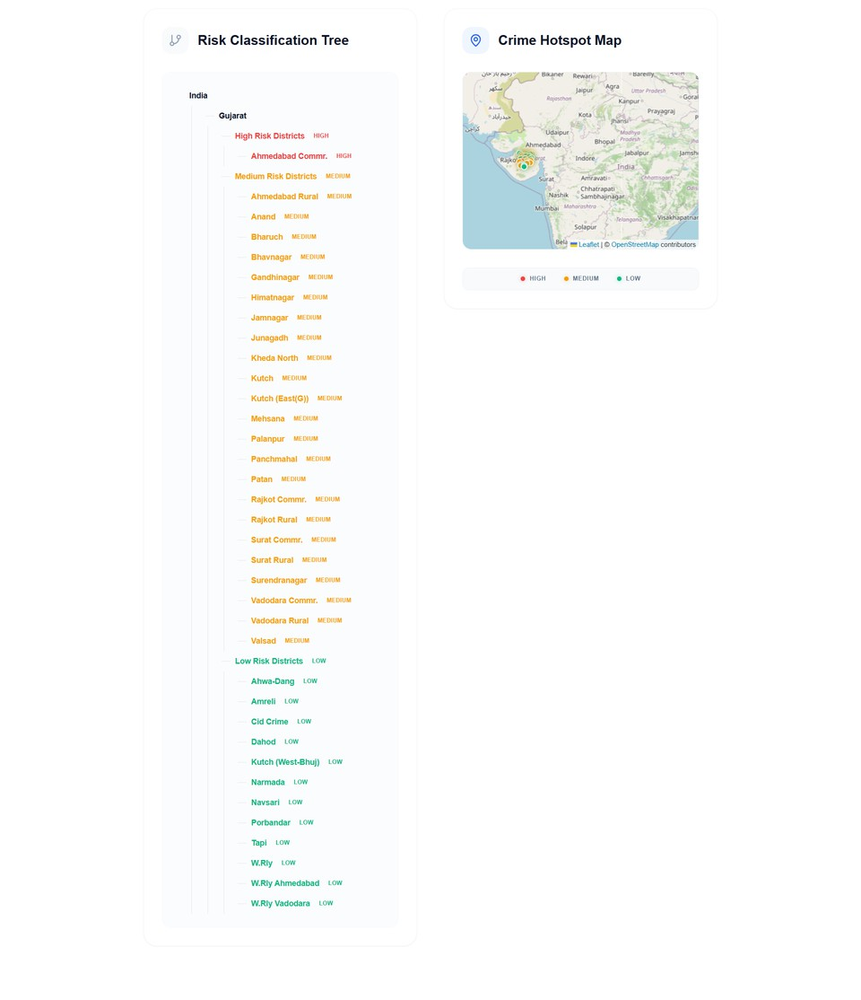 Risk Classification Tree
India
Gujarat
High Risk Districts HIGH
Ahmedabad Commr. HIGH
Medium Risk Districts MEDIUM
Ahmedabad Rural MEDIUM
Anand MEDIUM
Bharuch MEDIUM
Bhavnagar MEDIUM
Gandhinagar MEDIUM
Himatnagar MEDIUM
Jamnagar MEDIUM
Junagadh MEDIUM
Kheda North MEDIUM
Kutch MEDIUM
Kutch (East(G)) MEDIUM
Mehsana MEDIUM
Palanpur MEDIUM
Panchmahal MEDIUM
Patan MEDIUM
Rajkot Commr. MEDIUM
Rajkot Rural MEDIUM
Surat Commr. MEDIUM
Surat Rural MEDIUM
Surendranagar MEDIUM
Vadodara Commr. MEDIUM
Vadodara Rural MEDIUM
Valsad MEDIUM
Low Risk Districts LOW
Ahwa-Dang LOW
Amreli LOW
Cid Crime LOW
Dahod LOW
Kutch (West-Bhuj) LOW
Narmada LOW
Navsari LOW
Porbandar LOW
Tapi LOW
W.Rly LOW
W.Rly Ahmedabad LOW
W.Rly Vadodara LOW
Crime Hotspot Map
Bikaner Rewari Bareilly
سکھر Rajasthan Jaipur Agra Uttar Pradesh
حیدرآباد Kota Jhansi Prayagraj
کراچی Udaipur
Madhya Pradesh
Ahmedabad Bhopal
Indore Jabalpur
India
Surat Amravati Chhattisgarh
Nashik Chhatrapati Sambhajinagar
Mumbai Maharashtra
Solapur Telangana Visakhapatnam
Leaflet | © OpenStreetMap contributors
HIGH MEDIUM LOW